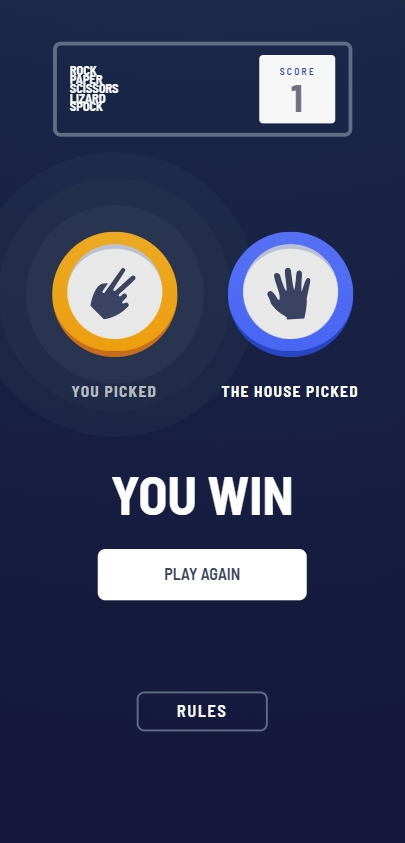 ROCK
PAPER
SCISSORS
LIZARD
SPOCK
SCORE
1
YOU PICKED
THE HOUSE PICKED
YOU WIN
PLAY AGAIN
RULES